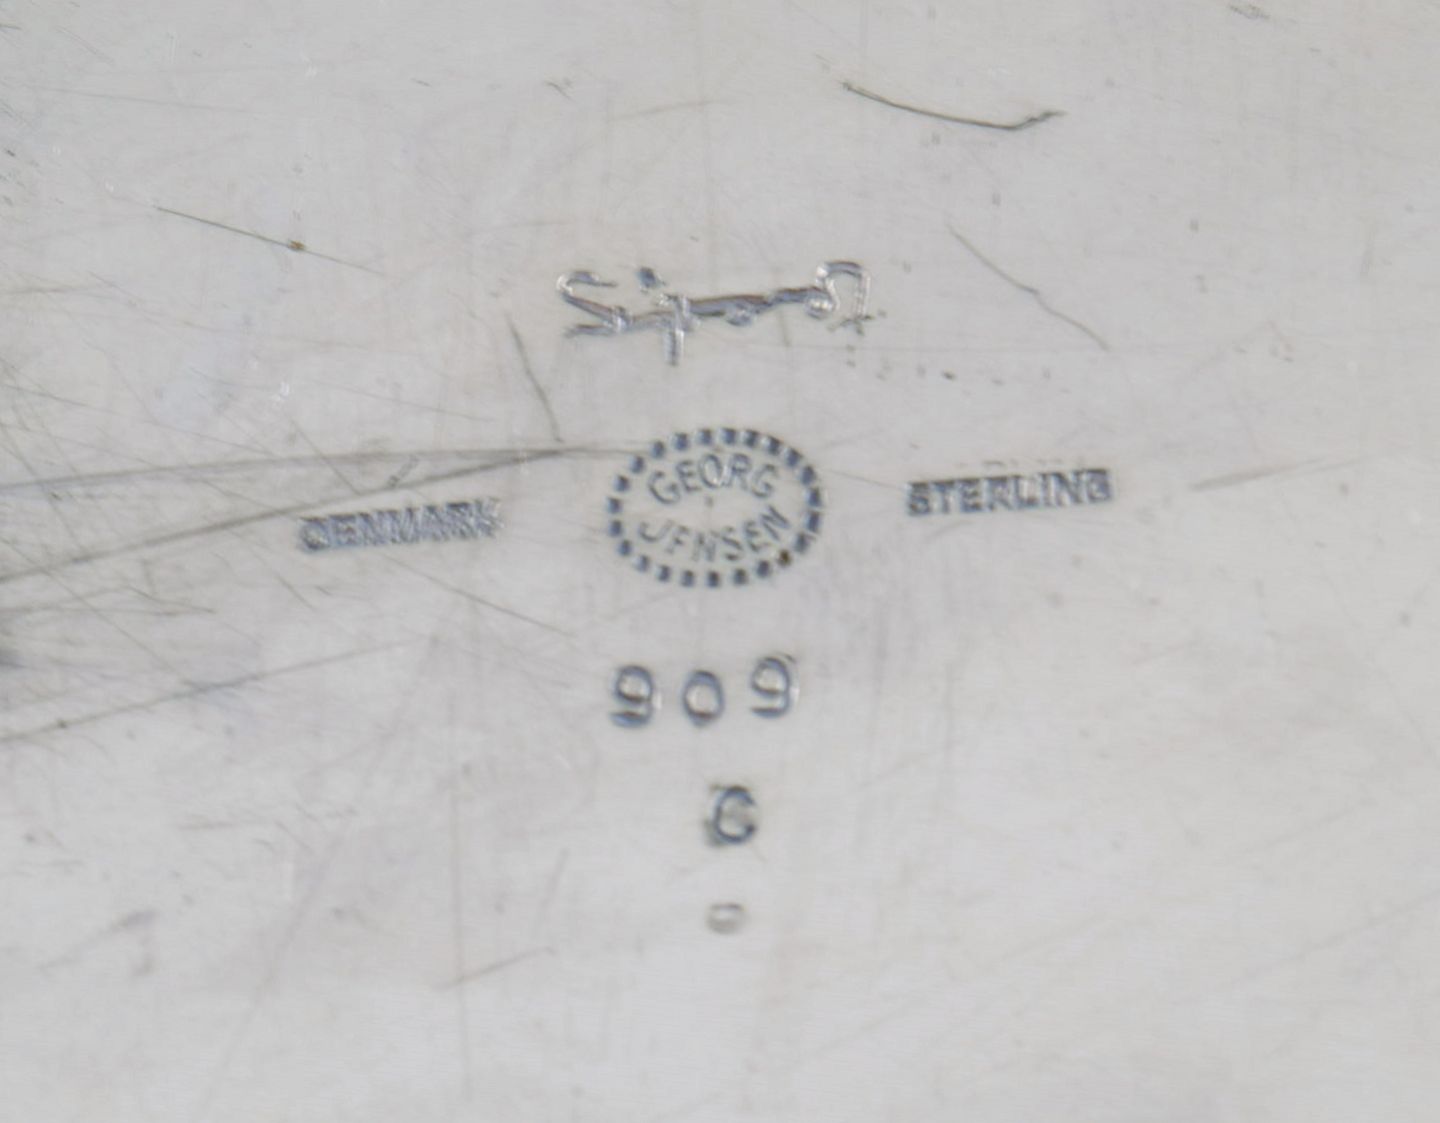 Sigvard
GEORG
DENMARK JENSEN STERLING
909
C